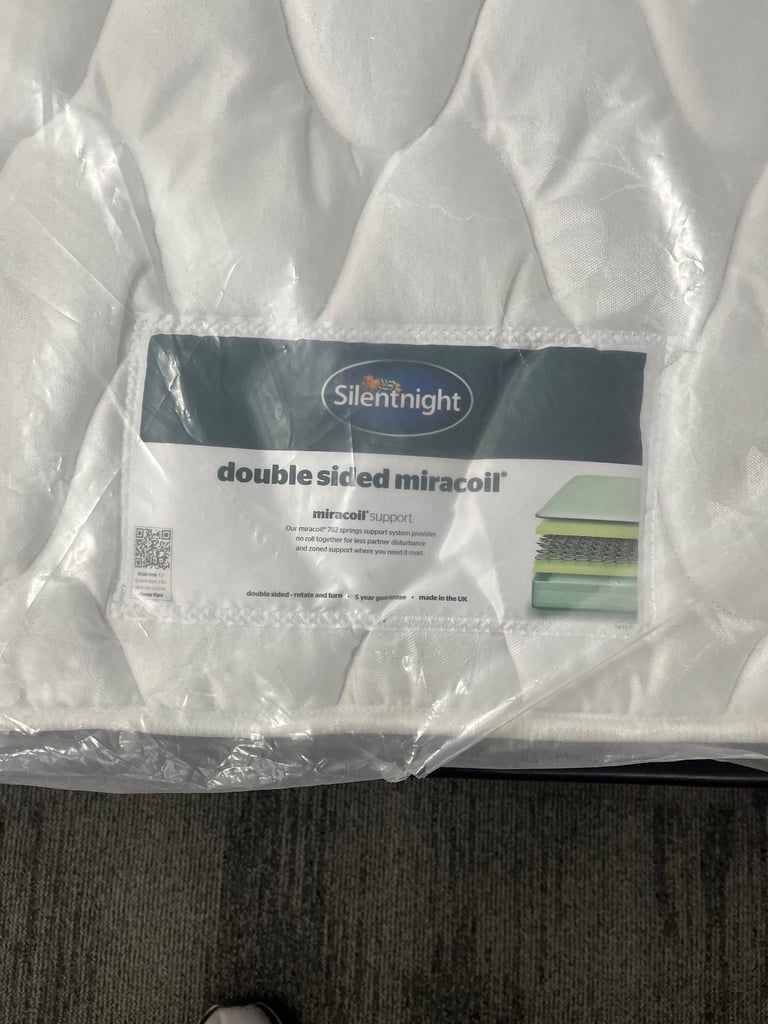 Silentnight
double sided miracoil®
miracoil® support
Our miracoil® 782 springs support system provides
no roll together for less partner disturbance
and zoned support where you need it most.
double sided - rotate and turn • 5 year guarantee • made in the UK